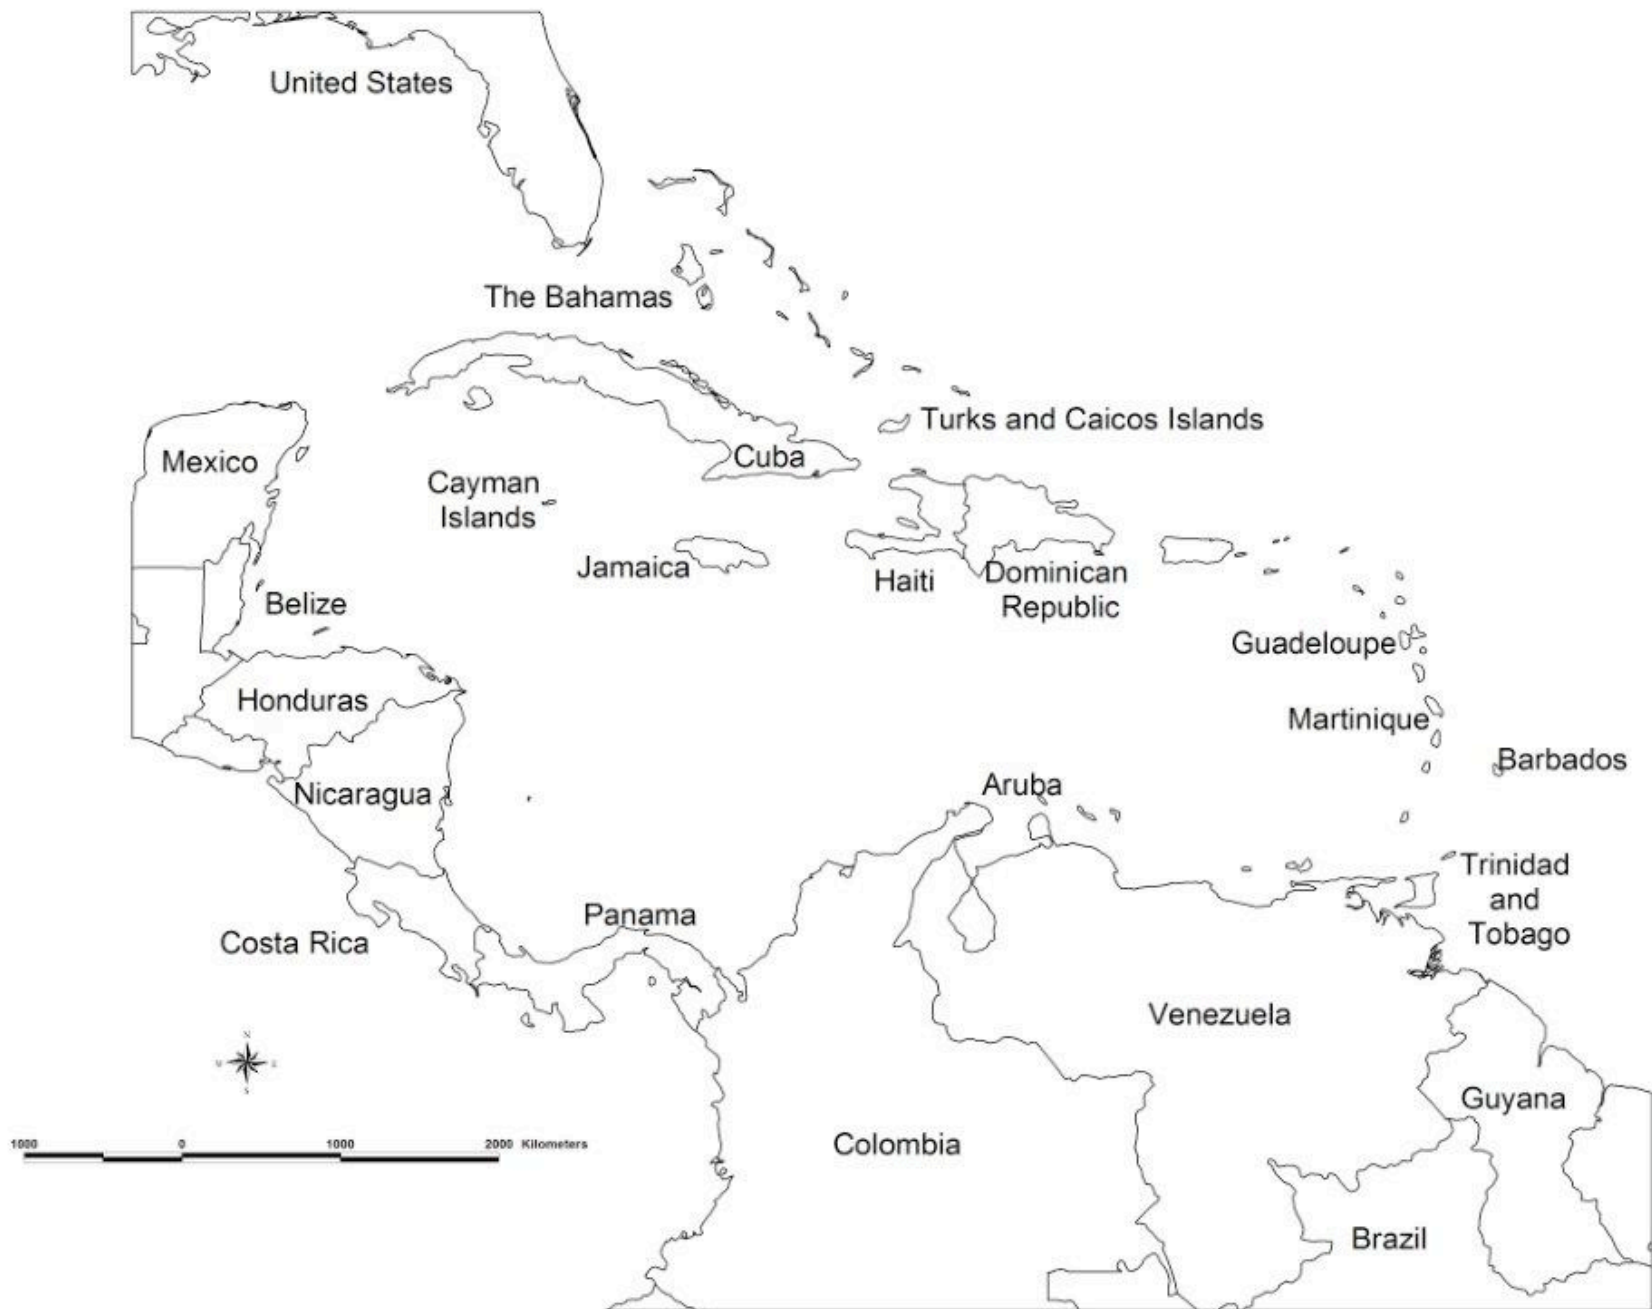 United States
The Bahamas
Turks and Caicos Islands
Mexico
Cuba
Cayman
Islands
Jamaica
Haiti
Dominican
Republic
Belize
Guadeloupe
Honduras
Martinique
Barbados
Aruba
Nicaragua
Trinidad
and
Tobago
Panama
Costa Rica
Venezuela
N
W
E
S
Guyana
1000 0 1000 2000 Kilometers
Colombia
Brazil